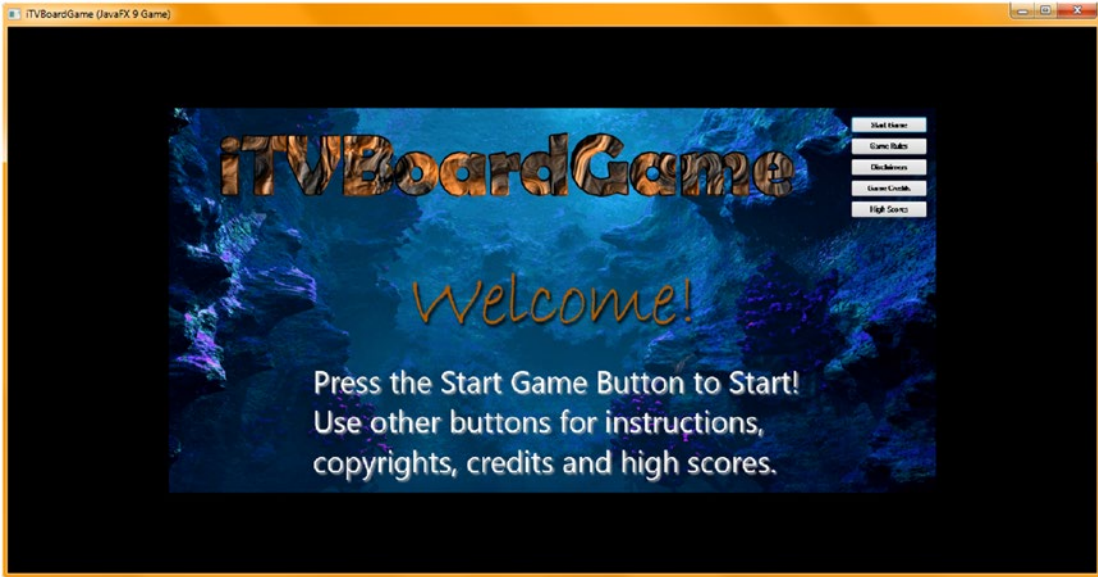 iTVBoardGame (JavaFX 9 Game)
iTVBoardGame
Start Game
Game Rules
Disclaimers
Game Credits
High Scores
Welcome!
Press the Start Game Button to Start!
Use other buttons for instructions,
copyrights, credits and high scores.